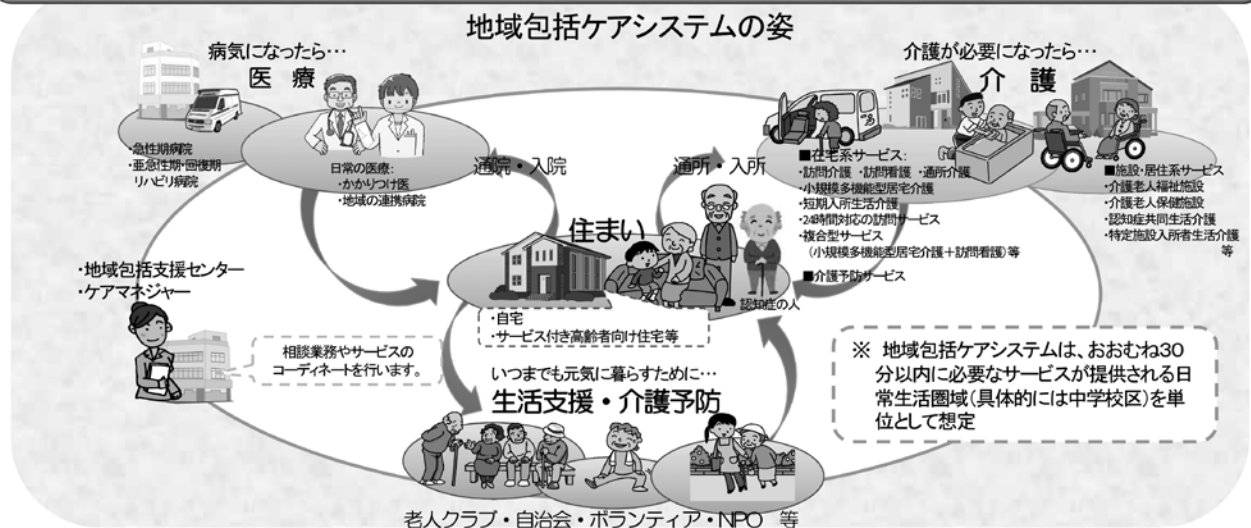 地域包括ケアシステムの姿
病気になったら…
医 療
・急性期病院
・亜急性期・回復期
リハビリ病院
日常の医療：
・かかりつけ医
・地域の連携病院
通院・入院
介護が必要になったら…
介 護
通所・入所
■在宅系サービス：
・訪問介護 ・訪問看護 ・通所介護
・小規模多機能型居宅介護
・短期入所生活介護
・24時間対応の訪問サービス
・複合型サービス
（小規模多機能型居宅介護＋訪問看護）等
■介護予防サービス
■施設・居住系サービス
・介護老人福祉施設
・介護老人保健施設
・認知症共同生活介護
・特定施設入所者生活介護
等
住まい
認知症の人
・自宅
・サービス付き高齢者向け住宅等
・地域包括支援センター
・ケアマネジャー
相談業務やサービスの
コーディネートを行います。
いつまでも元気に暮らすために…
生活支援・介護予防
老人クラブ・自治会・ボランティア・NPO 等
※ 地域包括ケアシステムは、おおむね30
分以内に必要なサービスが提供される日
常生活圏域（具体的には中学校区）を単
位として想定